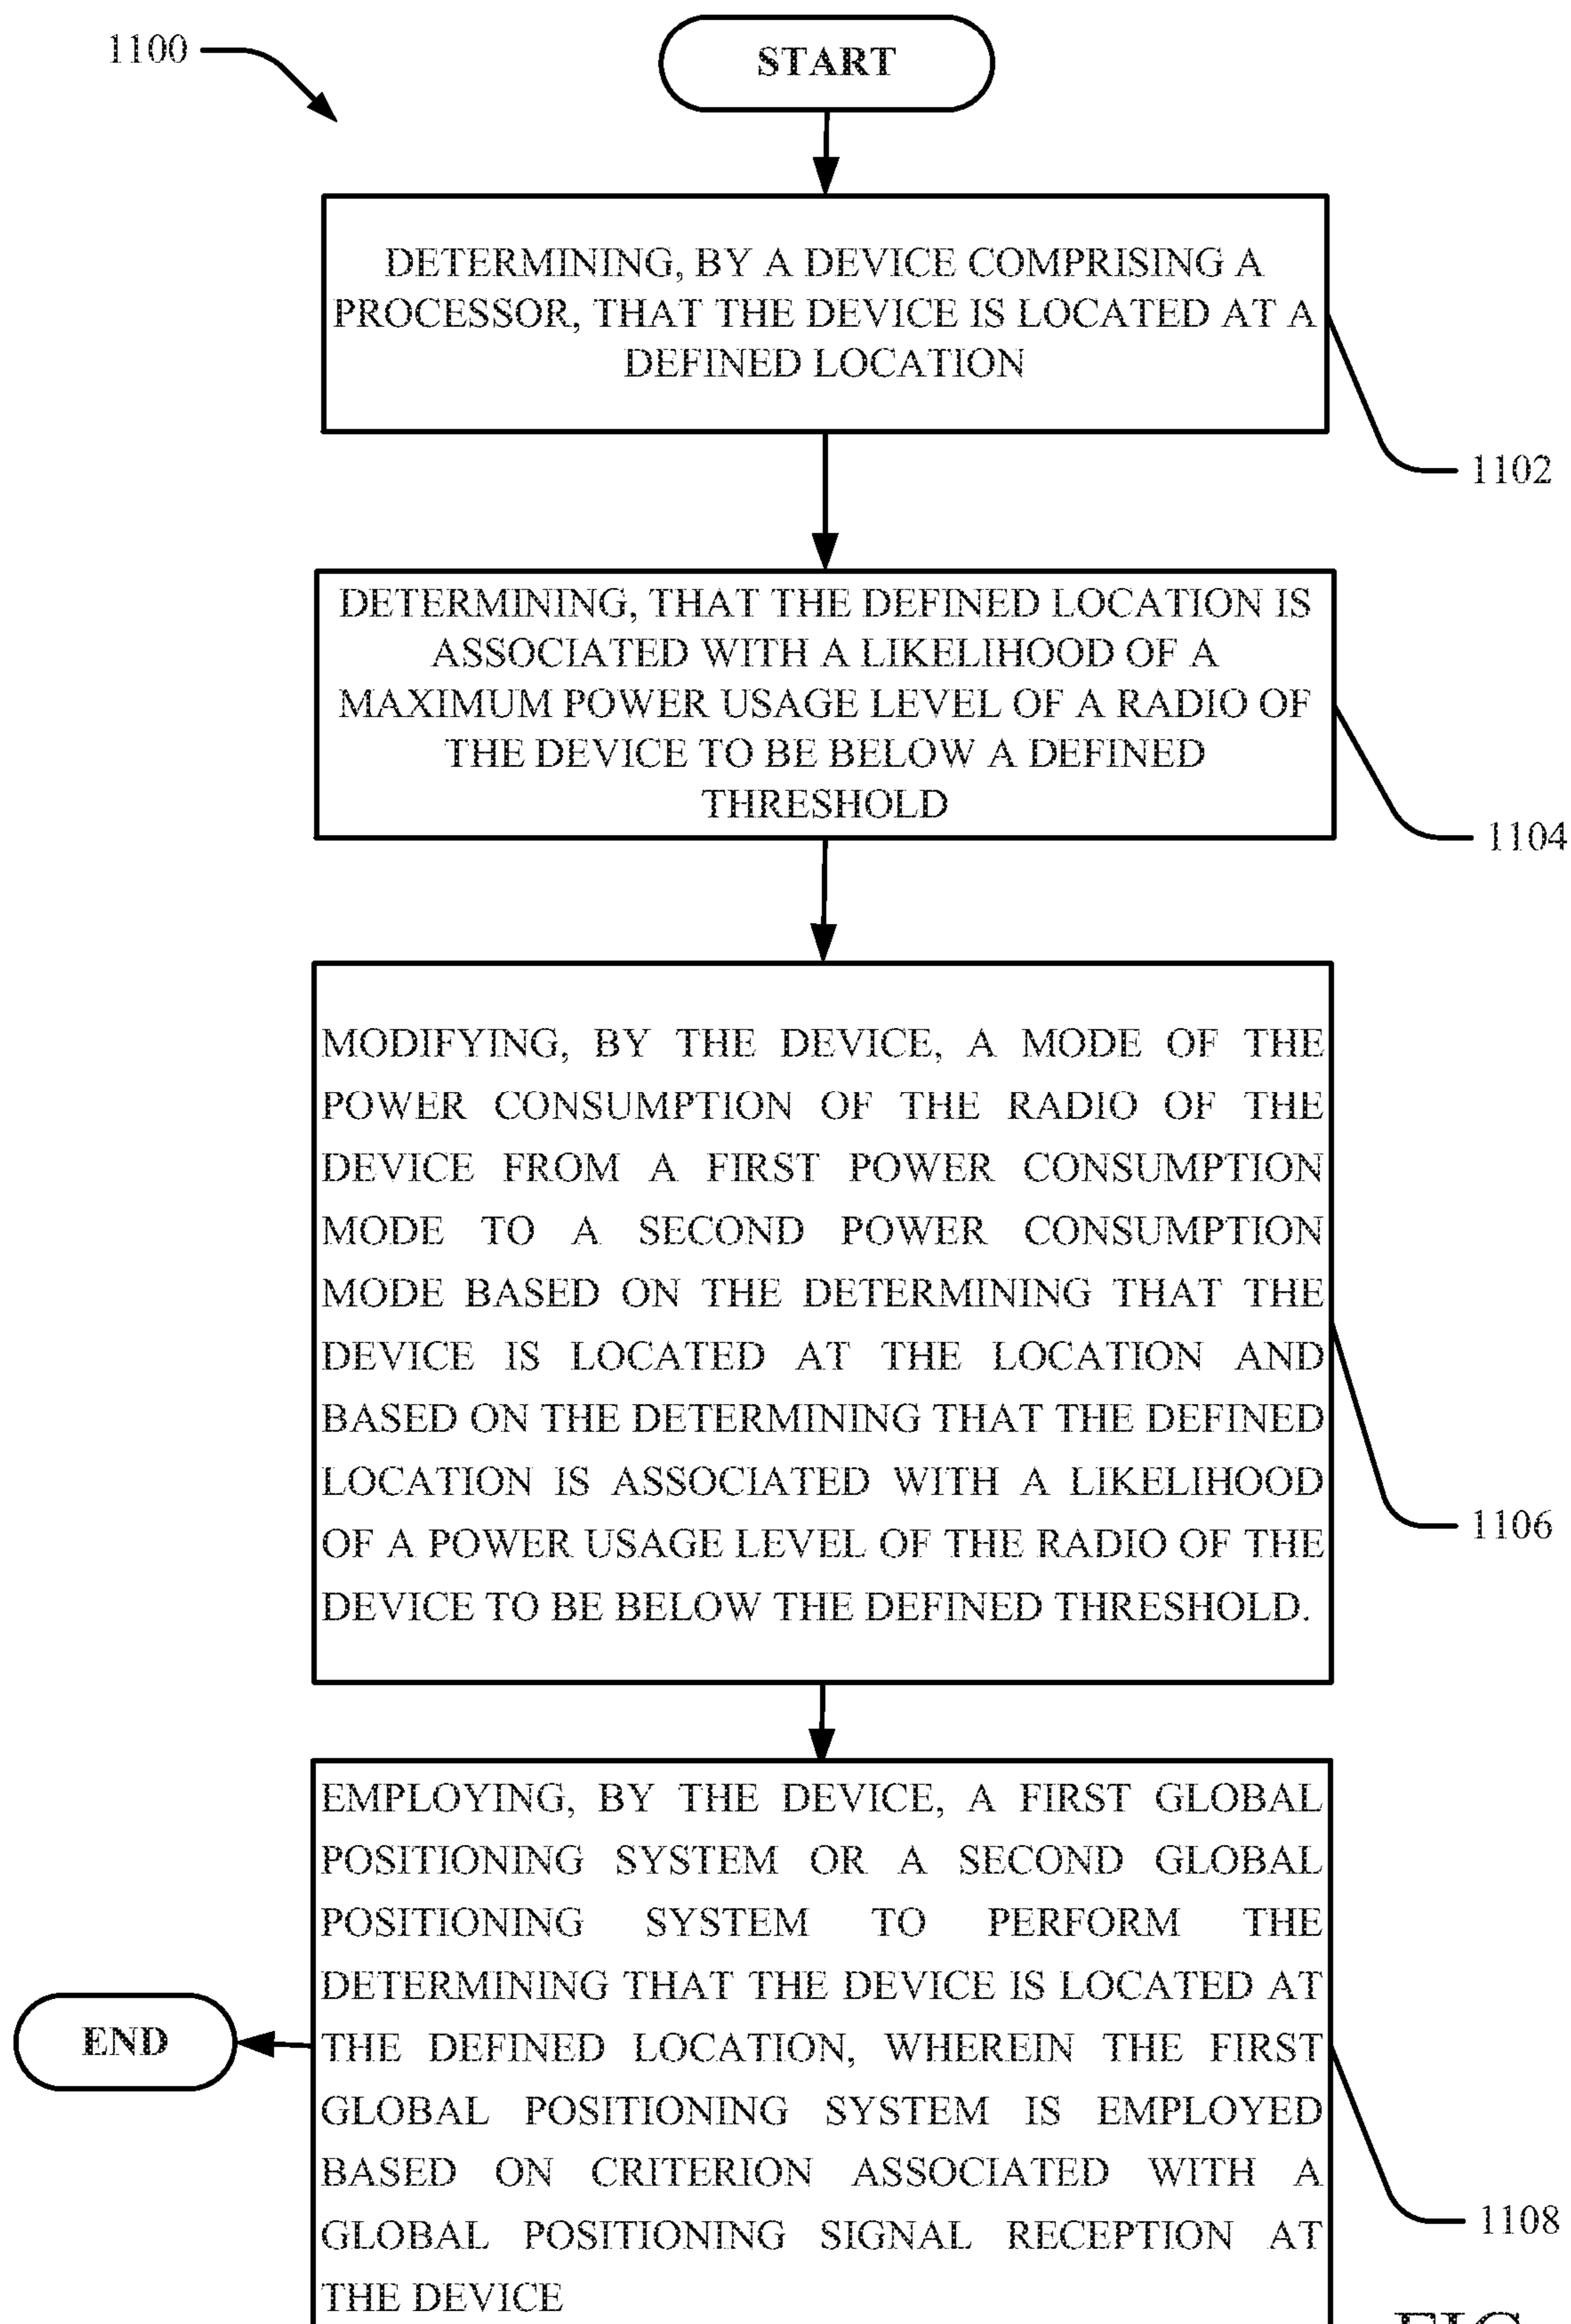 1100
START
DETERMINING, BY A DEVICE COMPRISING A
PROCESSOR, THAT THE DEVICE IS LOCATED AT A
DEFINED LOCATION
1102
DETERMINING, THAT THE DEFINED LOCATION IS
ASSOCIATED WITH A LIKELIHOOD OF A
MAXIMUM POWER USAGE LEVEL OF A RADIO OF
THE DEVICE TO BE BELOW A DEFINED
THRESHOLD
1104
MODIFYING, BY THE DEVICE, A MODE OF THE
POWER CONSUMPTION OF THE RADIO OF THE
DEVICE FROM A FIRST POWER CONSUMPTION
MODE TO A SECOND POWER CONSUMPTION
MODE BASED ON THE DETERMINING THAT THE
DEVICE IS LOCATED AT THE LOCATION AND
BASED ON THE DETERMINING THAT THE DEFINED
LOCATION IS ASSOCIATED WITH A LIKELIHOOD
OF A POWER USAGE LEVEL OF THE RADIO OF THE
DEVICE TO BE BELOW THE DEFINED THRESHOLD.
1106
EMPLOYING, BY THE DEVICE, A FIRST GLOBAL
POSITIONING SYSTEM OR A SECOND GLOBAL
POSITIONING SYSTEM TO PERFORM THE
DETERMINING THAT THE DEVICE IS LOCATED AT
THE DEFINED LOCATION, WHEREIN THE FIRST
GLOBAL POSITIONING SYSTEM IS EMPLOYED
BASED ON CRITERION ASSOCIATED WITH A
GLOBAL POSITIONING SIGNAL RECEPTION AT
THE DEVICE
END
1108